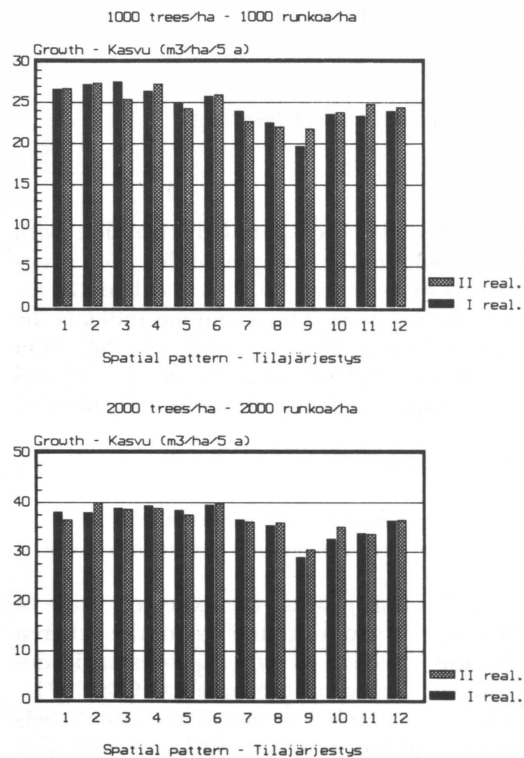 1000 trees/ha - 1000 runkoa/ha
Growth - Kasvu (m3/ha/5 a)
30
25
20
15
10
5
0
II real.
I real.
1 2 3 4 5 6 7 8 9 10 11 12
Spatial pattern - Tilajärjestys
2000 trees/ha - 2000 runkoa/ha
Growth - Kasvu (m3/ha/5 a)
50
40
30
20
10
0
II real.
I real.
1 2 3 4 5 6 7 8 9 10 11 12
Spatial pattern - Tilajärjestys